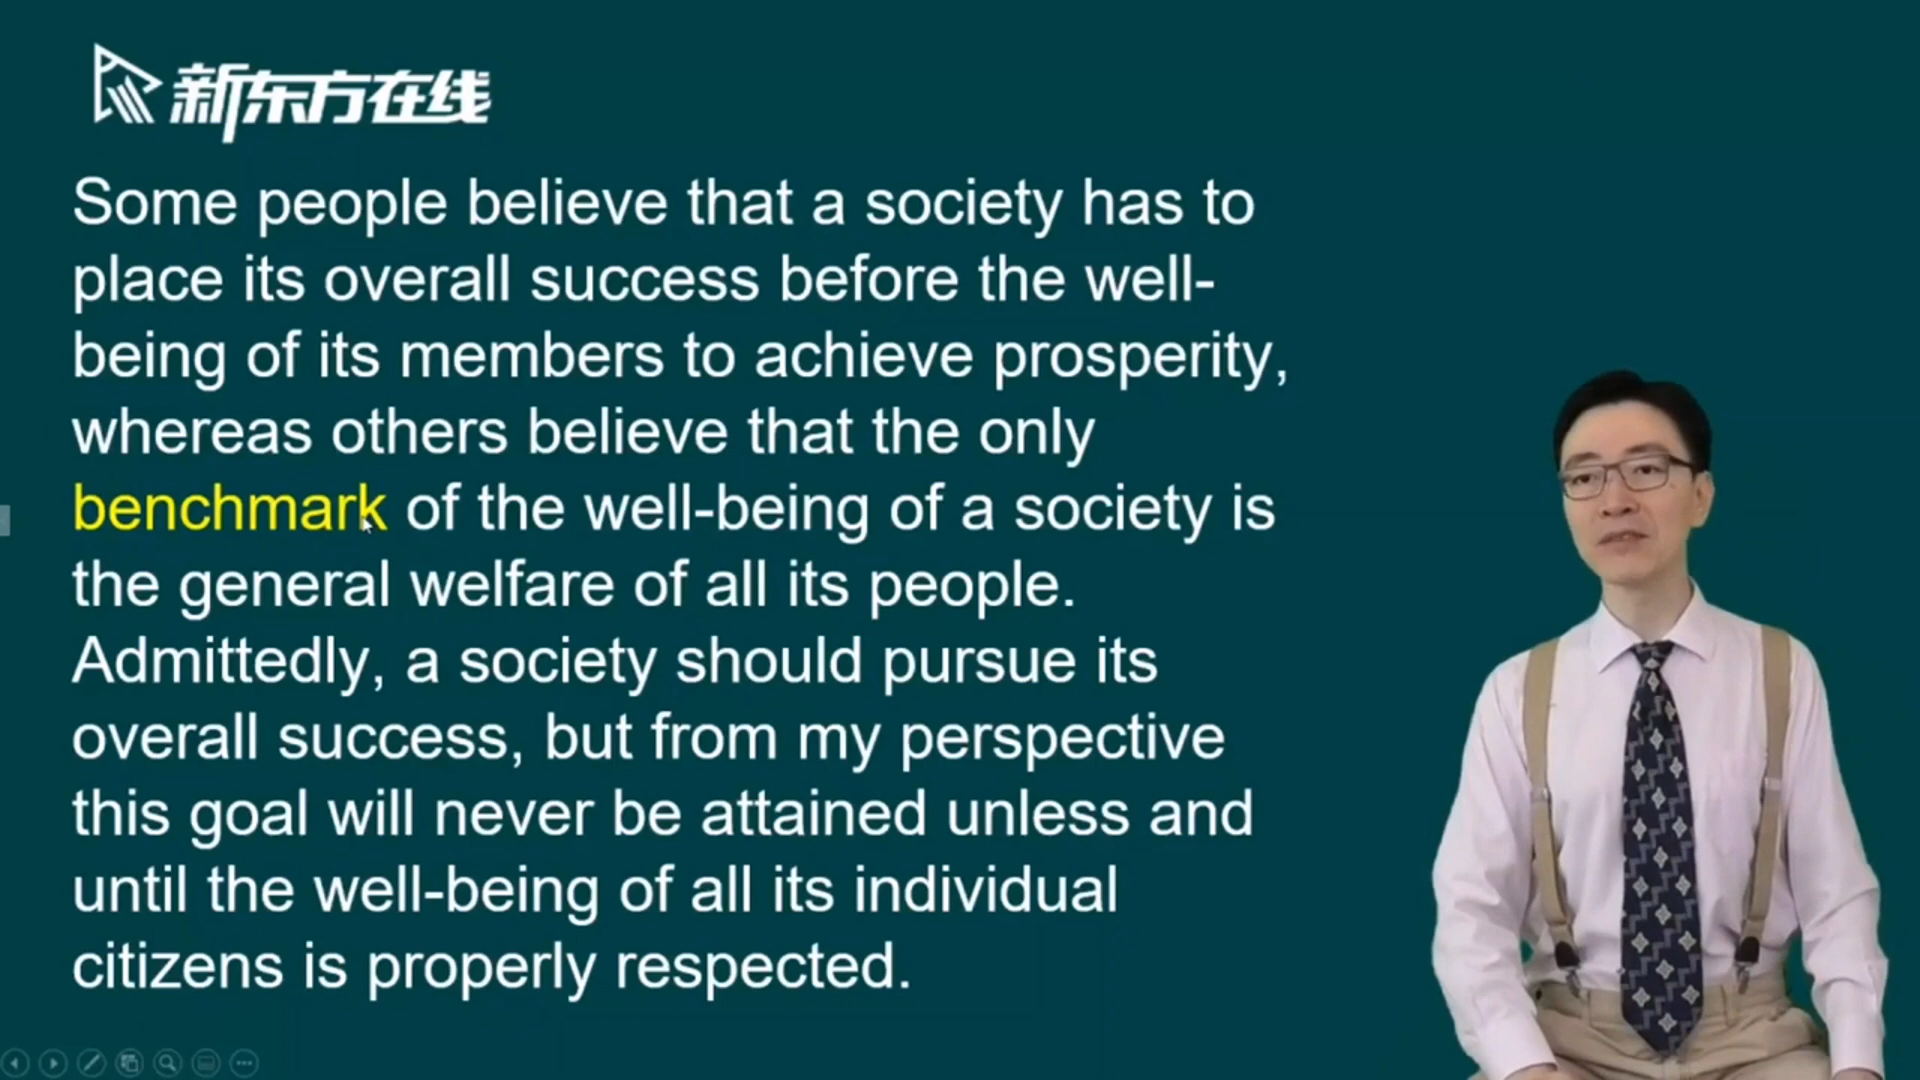 新东方在线
Some people believe that a society has to
place its overall success before the well-
being of its members to achieve prosperity,
whereas others believe that the only
benchmark of the well-being of a society is
the general welfare of all its people.
Admittedly, a society should pursue its
overall success, but from my perspective
this goal will never be attained unless and
until the well-being of all its individual
citizens is properly respected.